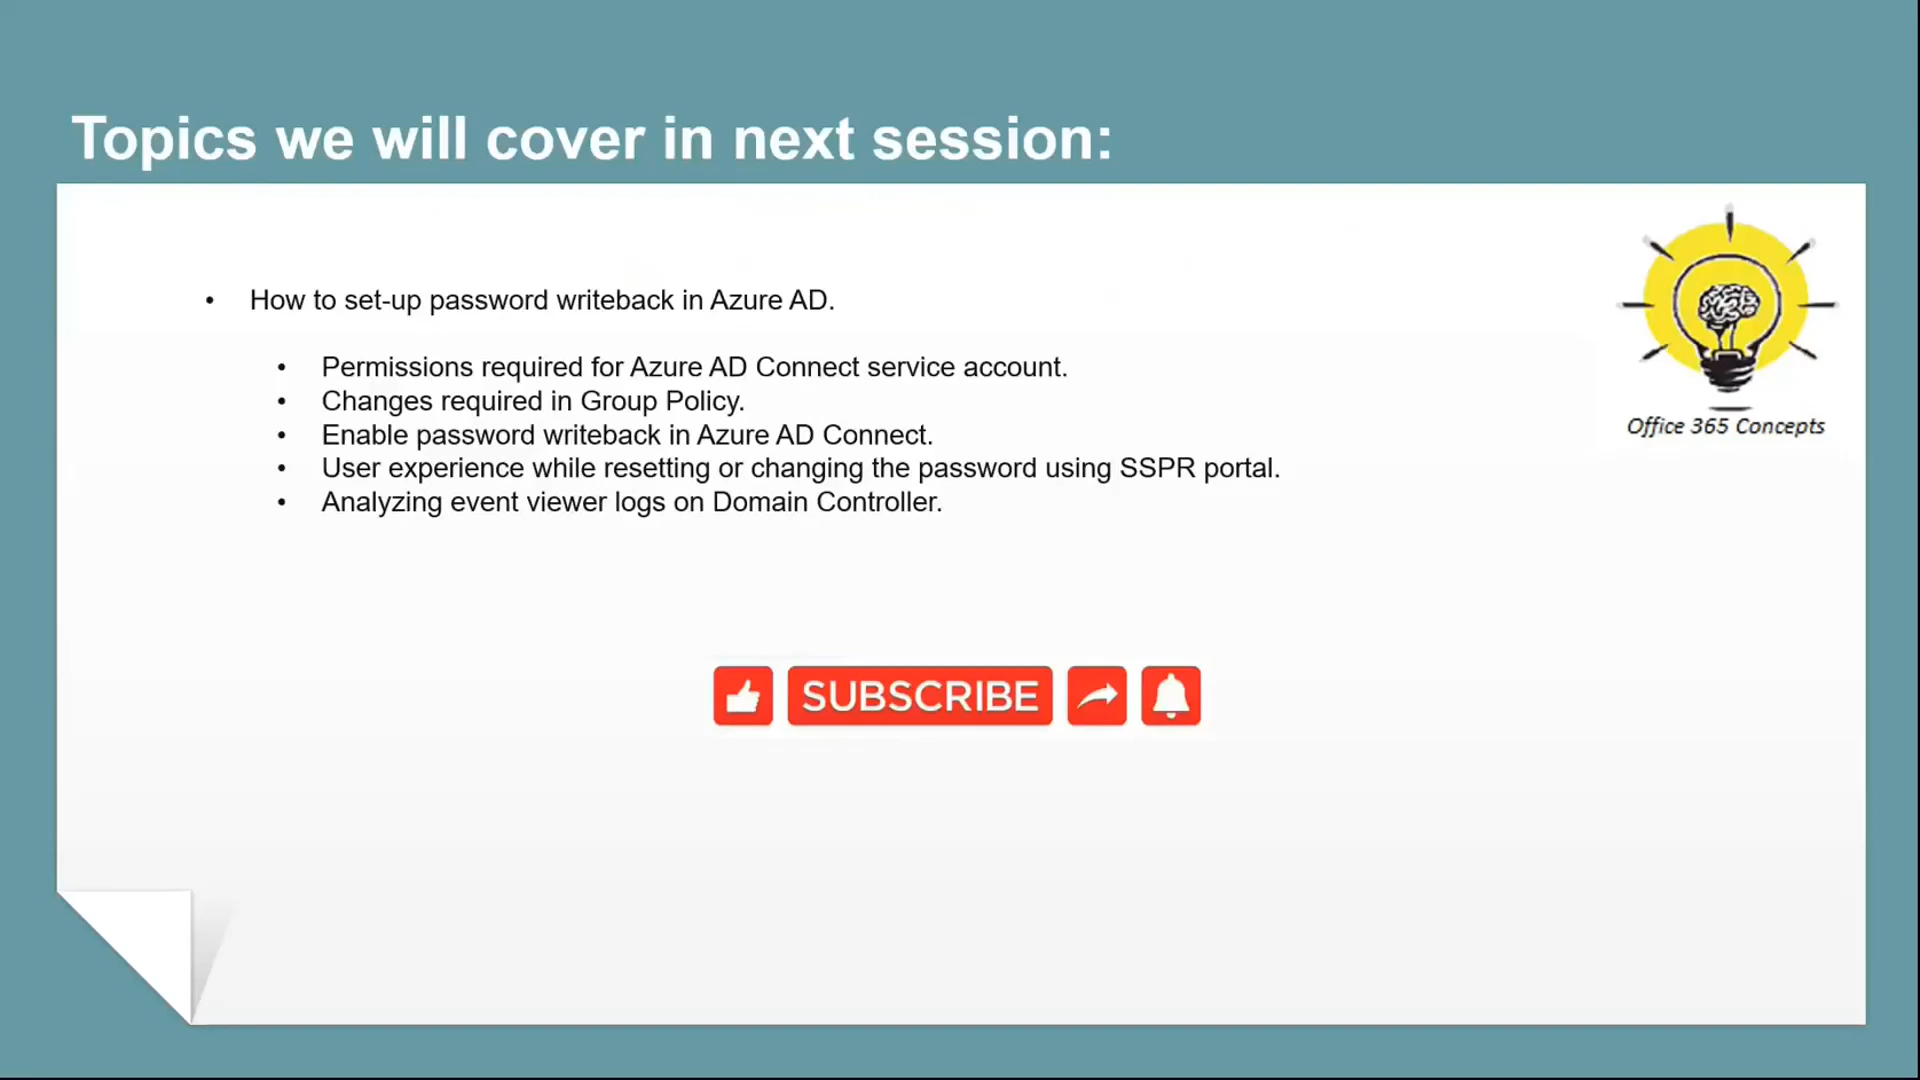 Topics we will cover in next session:
• How to set-up password writeback in Azure AD.
• Permissions required for Azure AD Connect service account.
• Changes required in Group Policy.
• Enable password writeback in Azure AD Connect.
• User experience while resetting or changing the password using SSPR portal.
• Analyzing event viewer logs on Domain Controller.
Office 365 Concepts
SUBSCRIBE